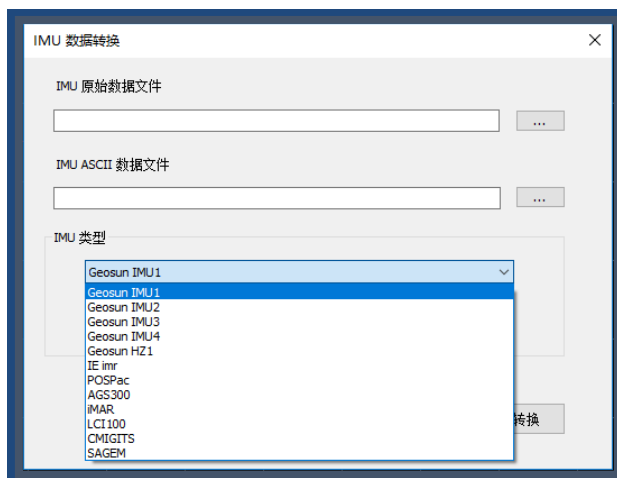 IMU 数据转换
IMU 原始数据文件
...
IMU ASCII 数据文件
...
IMU 类型
Geosun IMU1
Geosun IMU1
Geosun IMU2
Geosun IMU3
Geosun IMU4
Geosun HZ1
IE imr
POSPac
AGS300
iMAR
LCI100
转换
CMIGITS
SAGEM